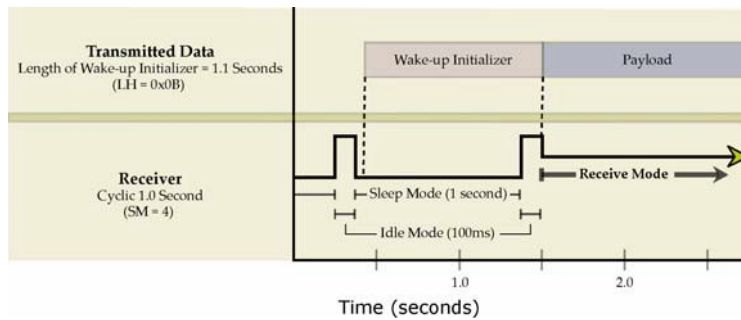 Transmitted Data
Length of Wake-up Initializer = 1.1 Seconds
(LH = 0x0B)
Wake-up Initializer
Payload
Receiver
Cyclic 1.0 Second
(SM = 4)
Sleep Mode (1 second)
Receive Mode
Idle Mode (100ms)
1.0
2.0
Time (seconds)